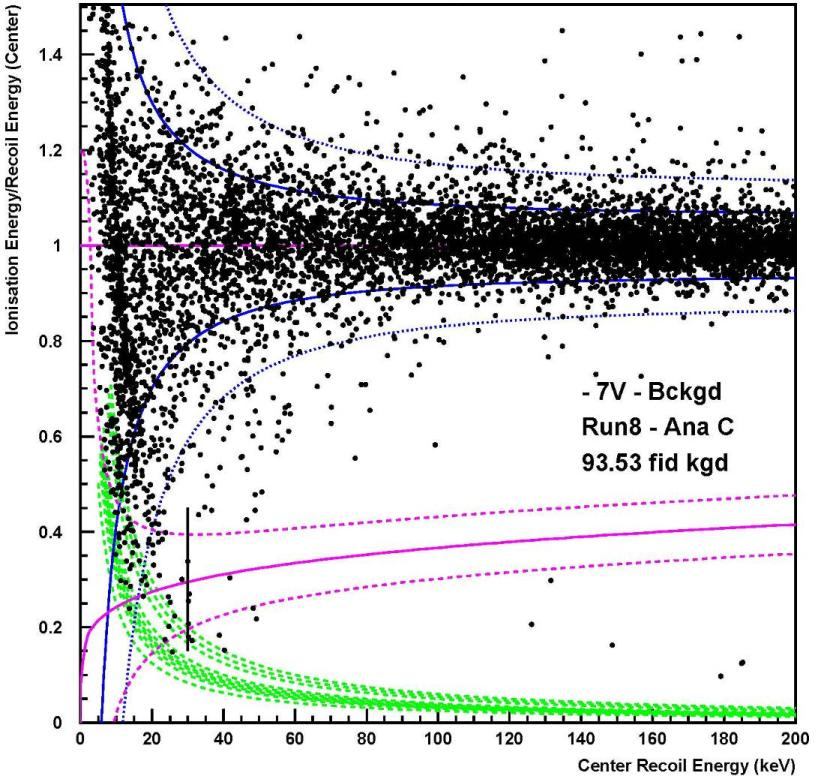 Ionisation Energy/Recoil Energy (Center)
1.4
1.2
1
0.8
0.6
0.4
0.2
0
- 7V - Bckgd
Run8 - Ana C
93.53 fid kgd
0 20 40 60 80 100 120 140 160 180 200
Center Recoil Energy (keV)